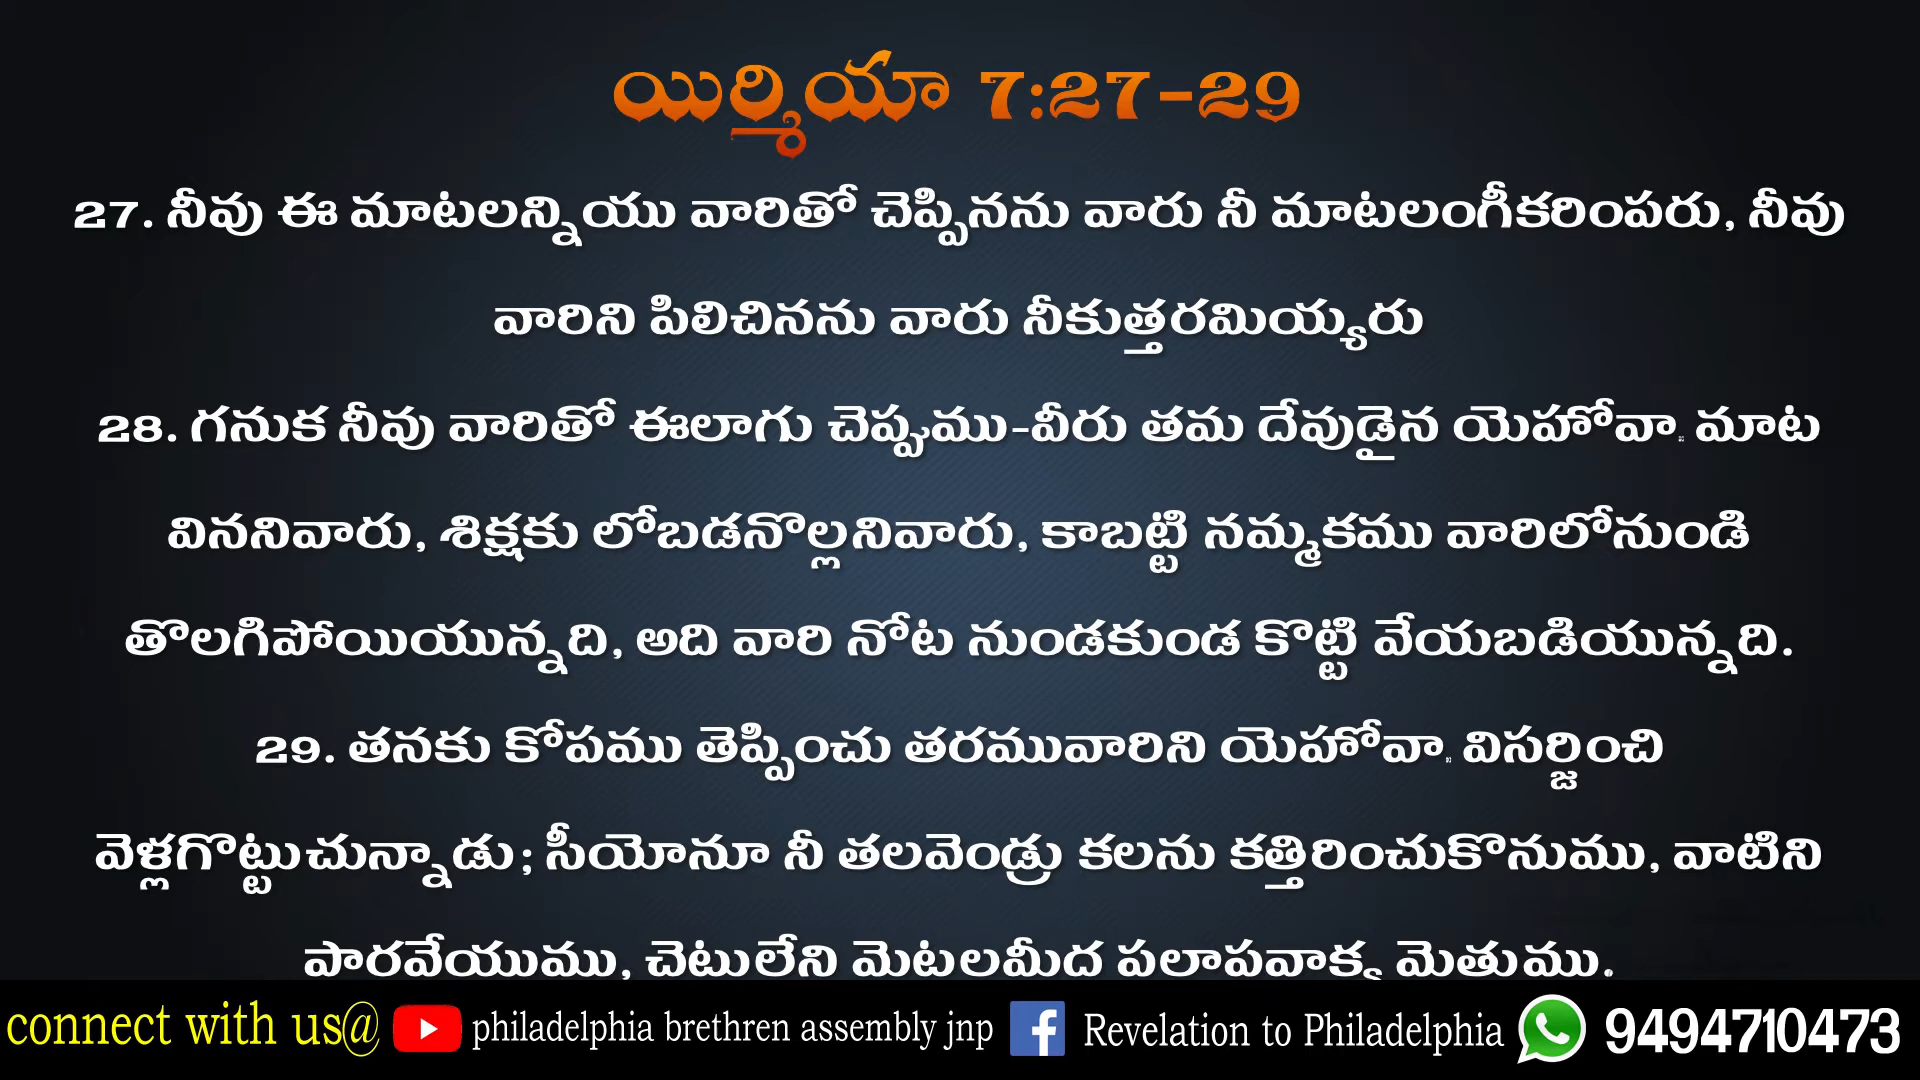 యిర్మియా 7:27-29
27. నీవు ఈ మాటలన్నియు వారితో చెప్పినను వారు నీ మాటలంగీకరింపరు, నీవు
వారిని పిలిచినను వారు నీకుత్తరమియ్యరు
28. గనుక నీవు వారితో ఈలాగు చెప్పుము-వీరు తమ దేవుడైన యెహోవా మాట
విననివారు, శిక్షకు లోబడనొల్లనివారు, కాబట్టి నమ్మకము వారిలోనుండి
తొలగిపోయియున్నది, అది వారి నోట నుండకుండ కొట్టి వేయబడియున్నది.
29. తనకు కోపము తెప్పించు తరమువారిని యెహోవా విసర్జించి
వెళ్లగొట్టుచున్నాడు; సీయోనూ నీ తలవెండ్రు కలను కత్తిరించుకొనుము, వాటిని
పారవేయుము, చెట్లులేని మెట్టలమీద ప్రలాపవాక్య మెత్తుము.
connect with us@ philadelphia brethren assembly jnp Revelation to Philadelphia 9494710473